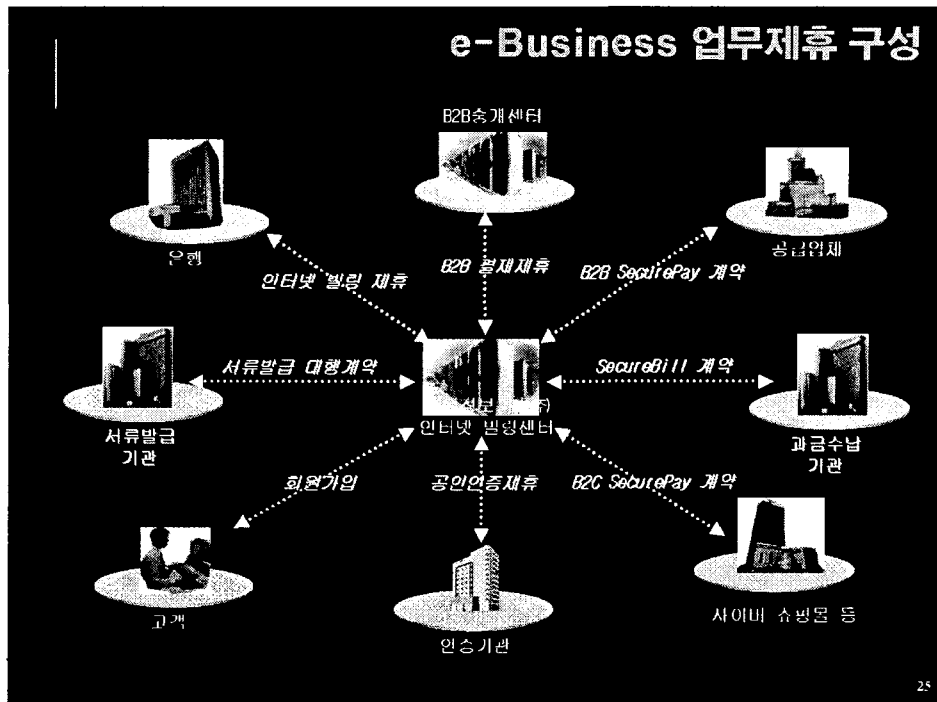 e-Business 업무제휴 구성
B2B중개센터
은행
공급업체
인터넷 빌링 제휴
B2B 결제제휴
B2B SecurePay 계약
서류발급 대행계약
SecureBill 계약
인터넷 빌링센터
서류발급
기관
과금수납
기관
회원가입
공인인증제휴
B2C SecurePay 계약
고객
인증기관
사이버 쇼핑몰 등
25